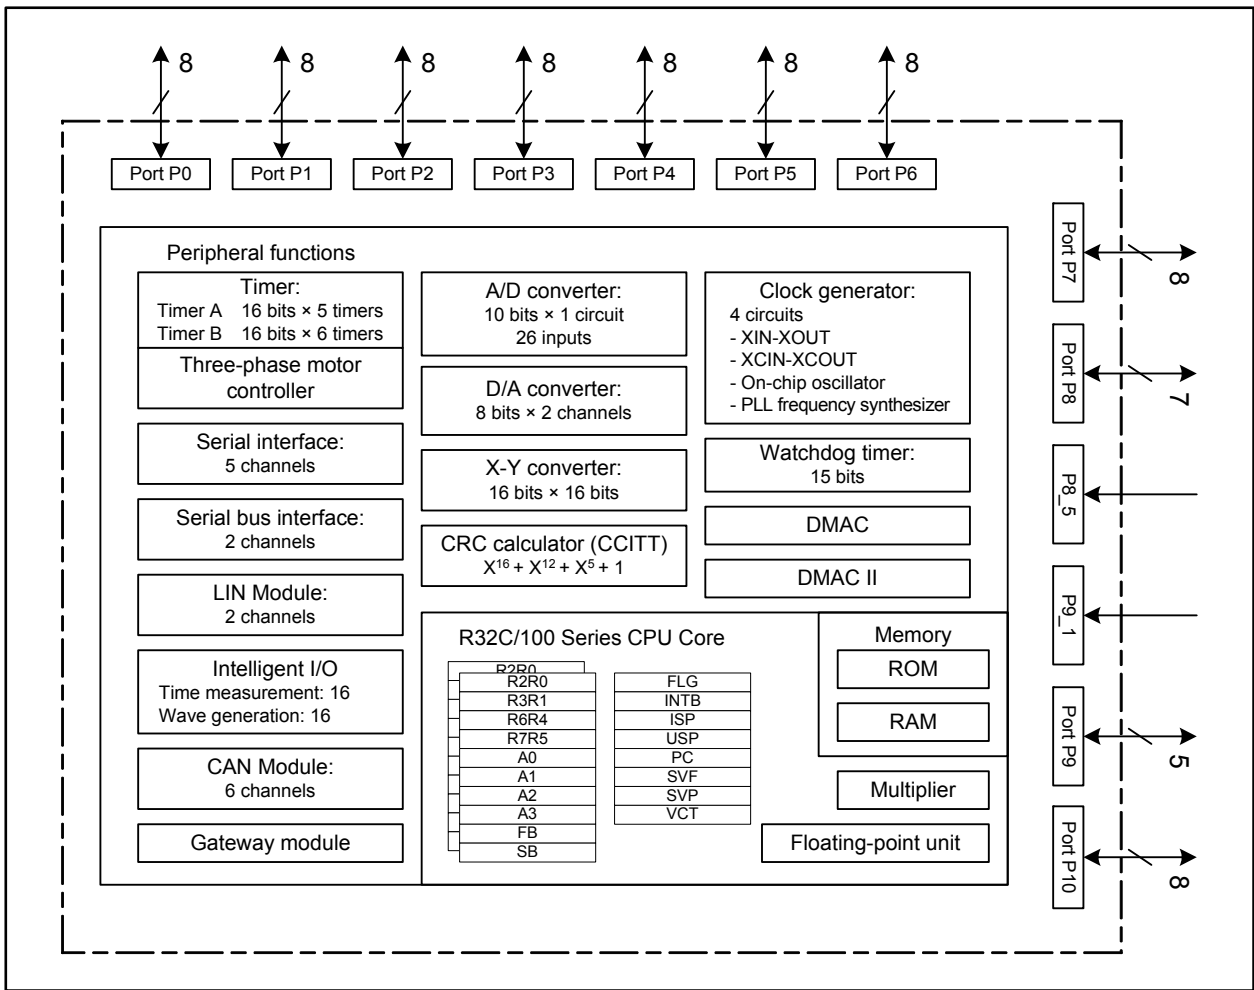 8
8
8
8
8
8
8
Port P0
Port P1
Port P2
Port P3
Port P4
Port P5
Port P6
Port P7
8
Port P8
7
P8_5
P9_1
Port P9
5
Port P10
8
Peripheral functions
Timer:
Timer A 16 bits × 5 timers
Timer B 16 bits × 6 timers
Three-phase motor
controller
Serial interface:
5 channels
Serial bus interface:
2 channels
LIN Module:
2 channels
Intelligent I/O
Time measurement: 16
Wave generation: 16
CAN Module:
6 channels
Gateway module
A/D converter:
10 bits × 1 circuit
26 inputs
D/A converter:
8 bits × 2 channels
X-Y converter:
16 bits × 16 bits
CRC calculator (CCITT)
X¹⁶ + X¹² + X⁵ + 1
Clock generator:
4 circuits
- XIN-XOUT
- XCIN-XCOUT
- On-chip oscillator
- PLL frequency synthesizer
Watchdog timer:
15 bits
DMAC
DMAC II
R32C/100 Series CPU Core
R2R0
R2R0
R3R1
R6R4
R7R5
A0
A1
A2
A3
FB
SB
FLG
INTB
ISP
USP
PC
SVF
SVP
VCT
Memory
ROM
RAM
Multiplier
Floating-point unit